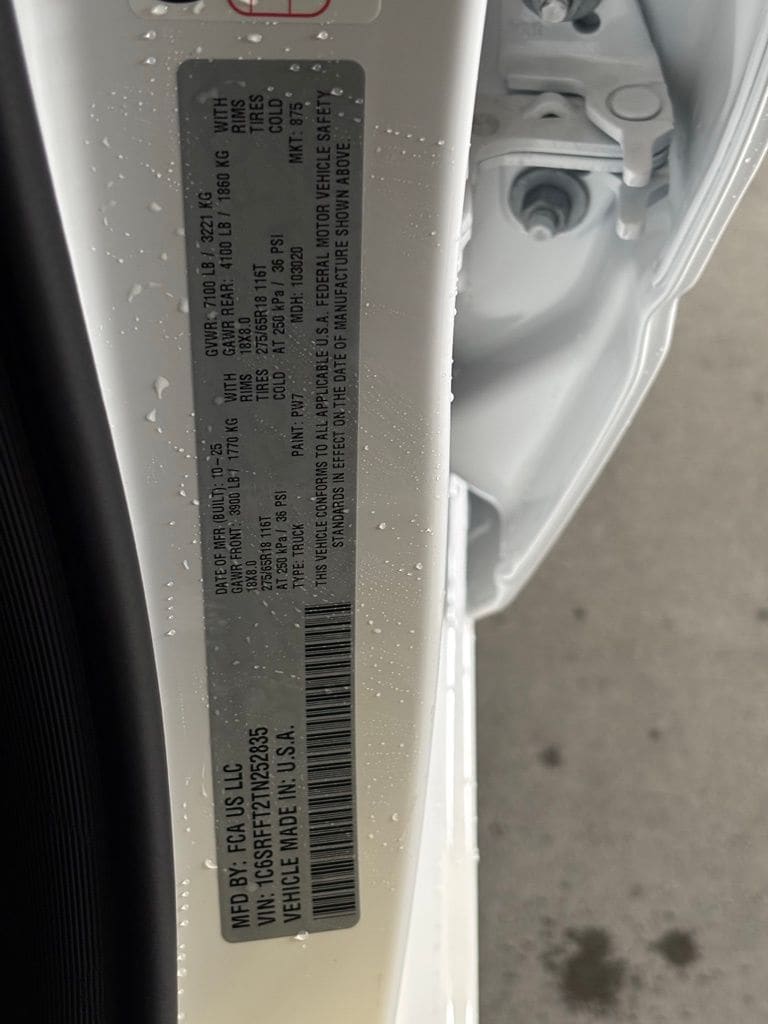 MFD BY: FCA US LLC
VIN: 1C6SRFFT2TN252835
VEHICLE MADE IN: U.S.A.
DATE OF MFR (BUILT): 10-25 GVWR: 7100 LB / 3221 KG
GAWR FRONT: 3900 LB / 1770 KG WITH GAWR REAR: 4100 LB / 1860 KG WITH
18X8.0 RIMS 18X8.0 RIMS
275/65R18 116T TIRES 275/65R18 116T TIRES
AT 250 kPa / 36 PSI COLD AT 250 kPa / 36 PSI COLD
TYPE: TRUCK PAINT: PW7 MDH: 103020 MKT: 875
THIS VEHICLE CONFORMS TO ALL APPLICABLE U.S.A. FEDERAL MOTOR VEHICLE SAFETY
STANDARDS IN EFFECT ON THE DATE OF MANUFACTURE SHOWN ABOVE.